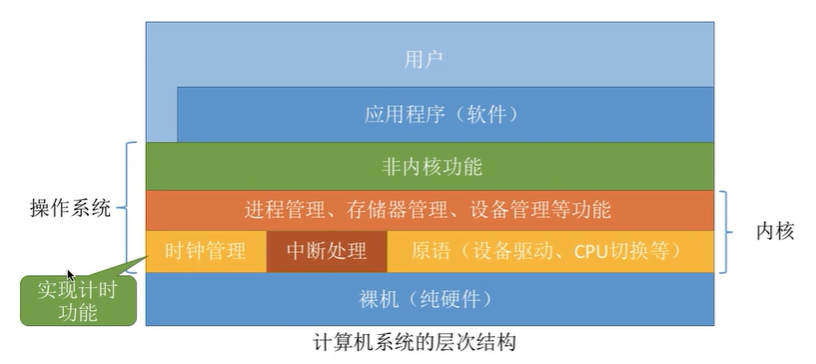 用户
应用程序（软件）
非内核功能
操作系统
进程管理、存储器管理、设备管理等功能
内核
时钟管理
中断处理
原语（设备驱动、CPU切换等）
实现计时
功能
裸机（纯硬件）
计算机系统的层次结构